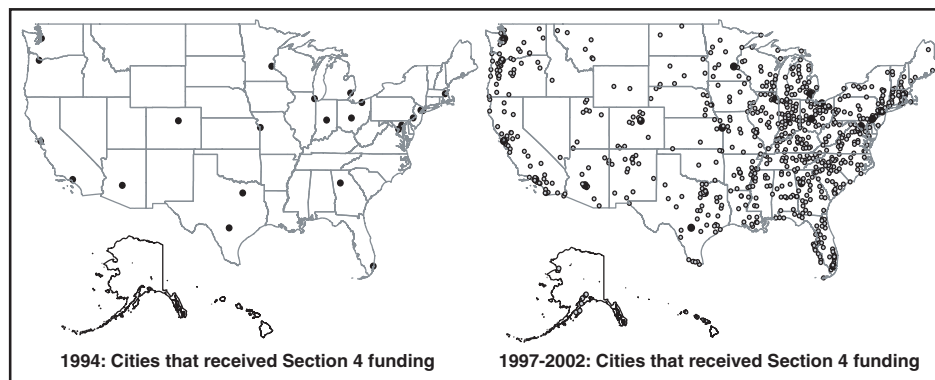 1994: Cities that received Section 4 funding
1997-2002: Cities that received Section 4 funding